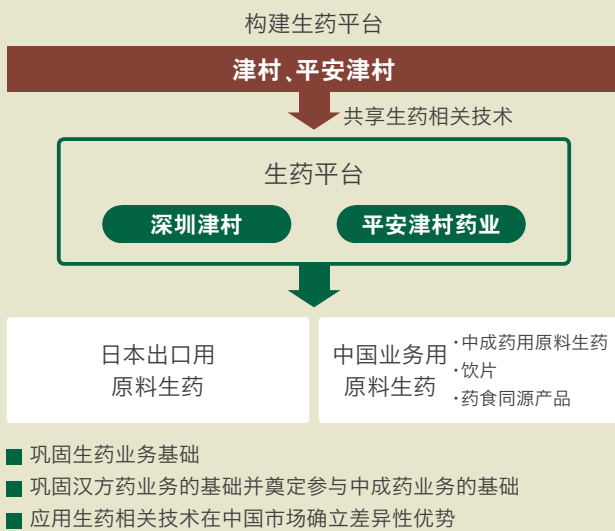 构建生药平台
津村、平安津村
共享生药相关技术
生药平台
深圳津村
平安津村药业
日本出口用
原料生药
中国业务用
原料生药
·中成药用原料生药
·饮片
·药食同源产品
巩固生药业务基础
巩固汉方药业务的基础并奠定参与中成药业务的基础
应用生药相关技术在中国市场确立差异性优势